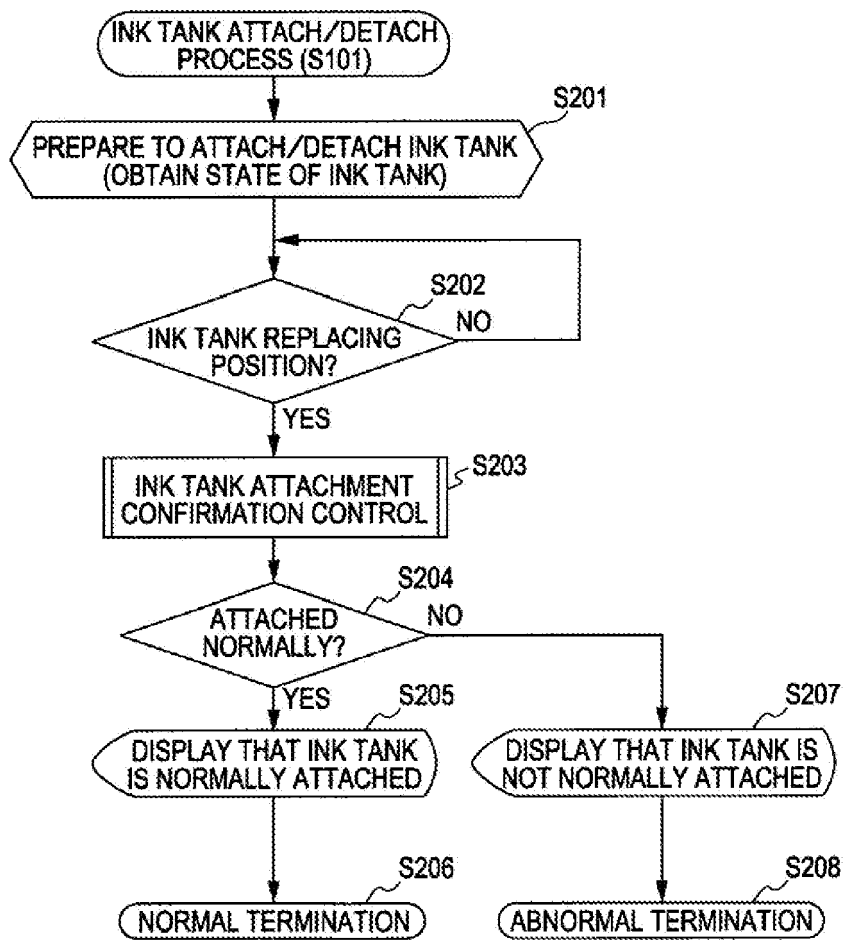 INK TANK ATTACH/DETACH
PROCESS (S101)
S201
PREPARE TO ATTACH/DETACH INK TANK
(OBTAIN STATE OF INK TANK)
S202
INK TANK REPLACING
POSITION?
NO
YES
S203
INK TANK ATTACHMENT
CONFIRMATION CONTROL
S204
ATTACHED
NORMALLY?
NO
YES
S205
DISPLAY THAT INK TANK
IS NORMALLY ATTACHED
S207
DISPLAY THAT INK TANK IS
NOT NORMALLY ATTACHED
S206
NORMAL TERMINATION
S208
ABNORMAL TERMINATION